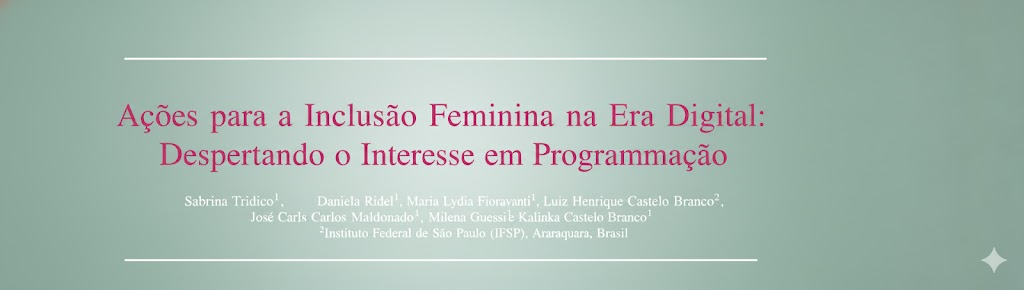 Ações para a Inclusão Feminina na Era Digital:
Despertando o Interesse em Programmação
Sabrina Tridico¹, Daniela Ridel¹, Maria Lydia Fioravanti¹, Luiz Henrique Castelo Branco²,
José Carls Carlos Maldonado¹, Milena Guessi¹ Kalinka Castelo Branco¹
²Instituto Federal de São Paulo (IFSP), Araraquara, Brasil